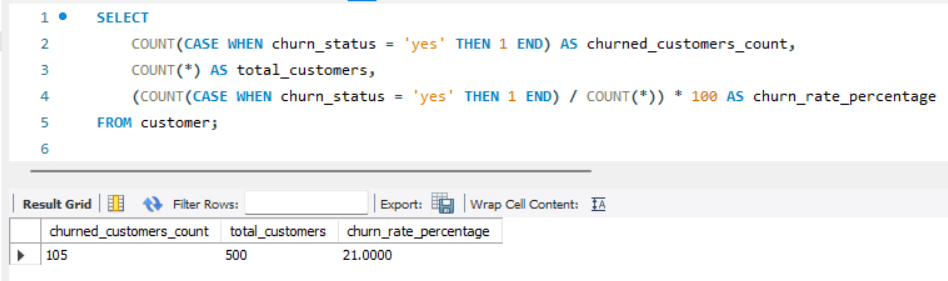 1 SELECT
2 COUNT(CASE WHEN churn_status = 'yes' THEN 1 END) AS churned_customers_count,
3 COUNT(*) AS total_customers,
4 (COUNT(CASE WHEN churn_status = 'yes' THEN 1 END) / COUNT(*)) * 100 AS churn_rate_percentage
5 FROM customer;
6
Result Grid Filter Rows: Export: Wrap Cell Content: IA
churned_customers_count total_customers churn_rate_percentage
105 500 21.0000